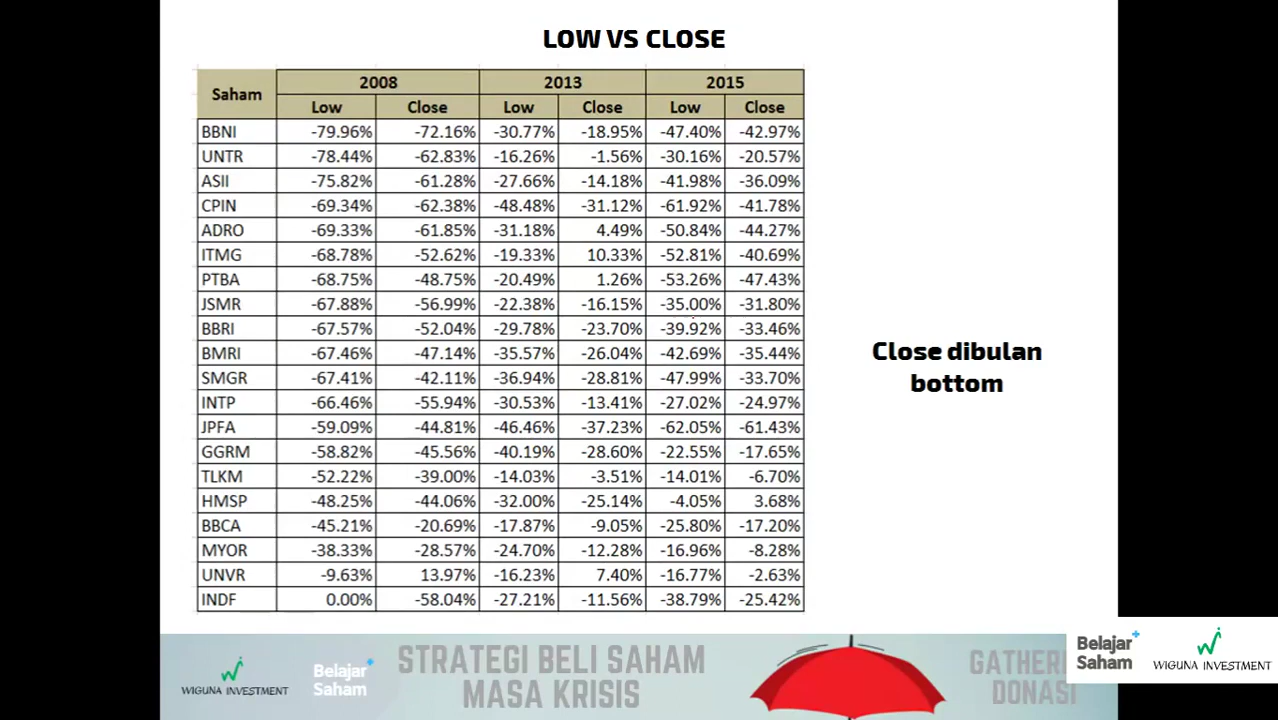 LOW VS CLOSE
Saham 2008 2013 2015
Low Close Low Close Low Close
BBNI -79.96% -72.16% -30.77% -18.95% -47.40% -42.97%
UNTR -78.44% -62.83% -16.26% -1.56% -30.16% -20.57%
ASII -75.82% -61.28% -27.66% -14.18% -41.98% -36.09%
CPIN -69.34% -62.38% -48.48% -31.12% -61.92% -41.78%
ADRO -69.33% -61.85% -31.18% 4.49% -50.84% -44.27%
ITMG -68.78% -52.62% -19.33% 10.33% -52.81% -40.69%
PTBA -68.75% -48.75% -20.49% 1.26% -53.26% -47.43%
JSMR -67.88% -56.99% -22.38% -16.15% -35.00% -31.80%
BBRI -67.57% -52.04% -29.78% -23.70% -39.92% -33.46%
BMRI -67.46% -47.14% -35.57% -26.04% -42.69% -35.44%
SMGR -67.41% -42.11% -36.94% -28.81% -47.99% -33.70%
INTP -66.46% -55.94% -30.53% -13.41% -27.02% -24.97%
JPFA -59.09% -44.81% -46.46% -37.23% -62.05% -61.43%
GGRM -58.82% -45.56% -40.19% -28.60% -22.55% -17.65%
TLKM -52.22% -39.00% -14.03% -3.51% -14.01% -6.70%
HMSP -48.25% -44.06% -32.00% -25.14% -4.05% 3.68%
BBCA -45.21% -20.69% -17.87% -9.05% -25.80% -17.20%
MYOR -38.33% -28.57% -24.70% -12.28% -16.96% -8.28%
UNVR -9.63% 13.97% -16.23% 7.40% -16.77% -2.63%
INDF 0.00% -58.04% -27.21% -11.56% -38.79% -25.42%
Close dibulan
bottom
WIGUNA INVESTMENT
Belajar+
Saham
STRATEGI BELI SAHAM
MASA KRISIS
GATHERI
DONASI
Belajar+
Saham
WIGUNA INVESTMENT